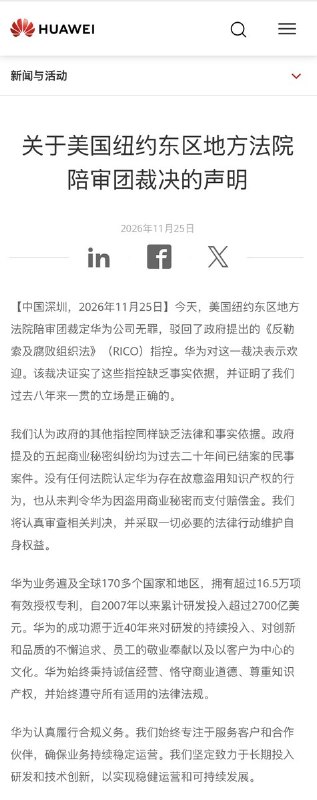 HUAWEI
新闻与活动
关于美国纽约东区地方法院
陪审团裁决的声明
2026年11月25日
in f X
【中国深圳，2026年11月25日】今天，美国纽约东区地方
法院陪审团裁定华为公司无罪，驳回了政府提出的《反勒
索及腐败组织法》（RICO）指控。华为对这一裁决表示欢
迎。该裁决证实了这些指控缺乏事实依据，并证明了我们
过去八年来一贯的立场是正确的。
我们认为政府的其他指控同样缺乏法律和事实依据。政府
提及的五起商业秘密纠纷均为过去二十年间已结案的民事
案件。没有任何法院认定华为存在故意盗用知识产权的行
为，也从未判令华为因盗用商业秘密而支付赔偿金。我们
将认真审查相关判决，并采取一切必要的法律行动维护自
身权益。
华为业务遍及全球170多个国家和地区，拥有超过16.5万项
有效授权专利，自2007年以来累计研发投入超过2700亿美
元。华为的成功源于近40年来对研发的持续投入、对创新
和品质的不懈追求、员工的敬业奉献以及以客户为中心的
文化。华为始终秉持诚信经营、恪守商业道德、尊重知识
产权，并始终遵守所有适用的法律法规。
华为认真履行合规义务。我们始终专注于服务客户和合作
伙伴，确保业务持续稳定运营。我们坚定致力于长期投入
研发和技术创新，以实现稳健运营和可持续发展。